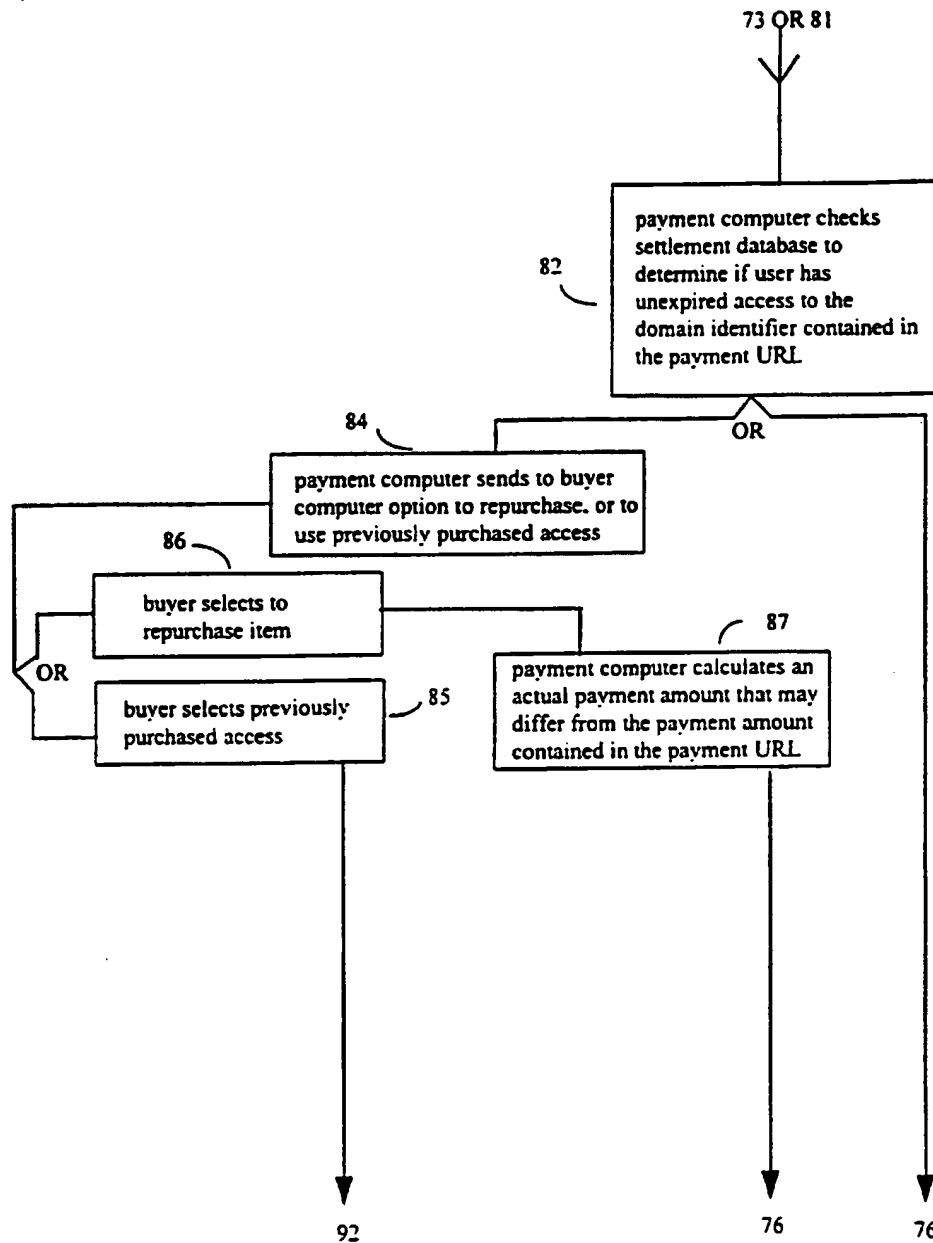 73 OR 81
payment computer checks
settlement database to
determine if user has
unexpired access to the
domain identifier contained in
the payment URL
82
OR
84
payment computer sends to buyer
computer option to repurchase, or to
use previously purchased access
86
buyer selects to
repurchase item
OR
buyer selects previously
purchased access
85
87
payment computer calculates an
actual payment amount that may
differ from the payment amount
contained in the payment URL
92
76
76